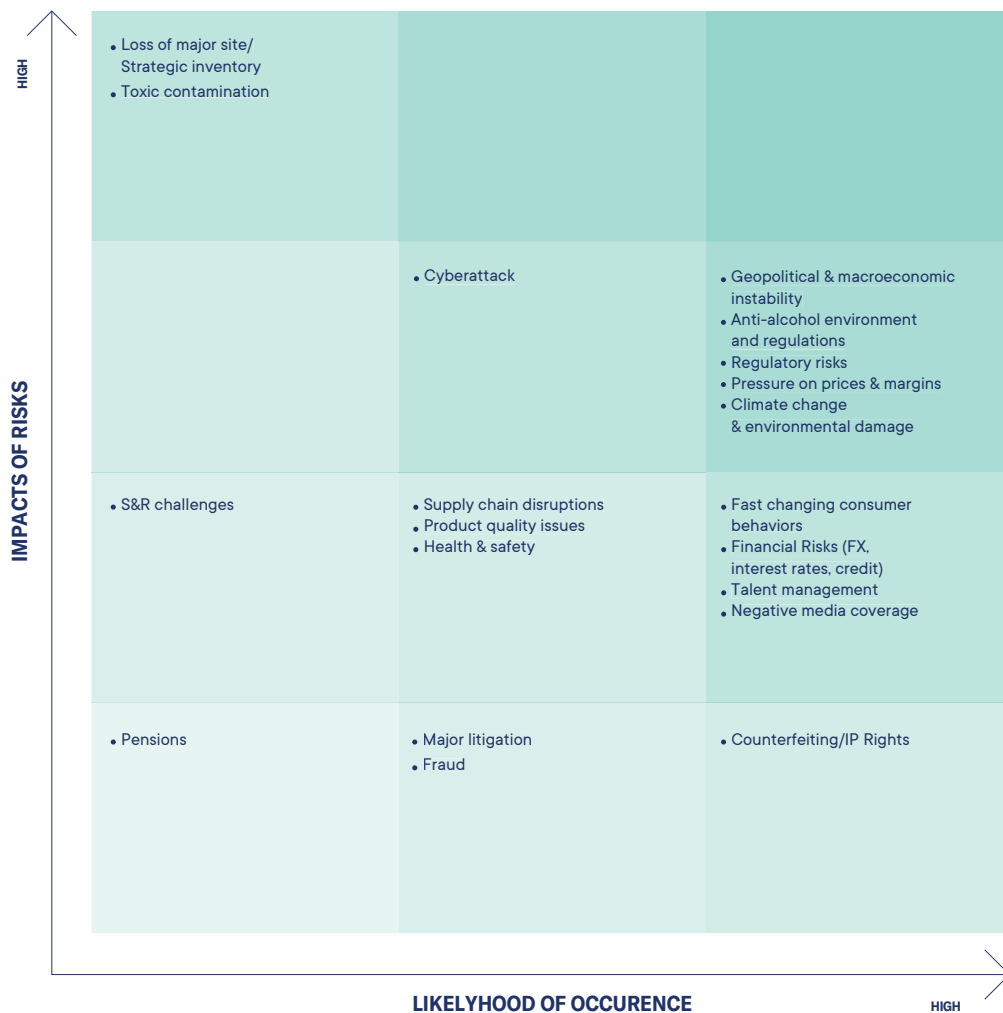 HIGH
• Loss of major site/
Strategic inventory
• Toxic contamination
• Cyberattack
• Geopolitical & macroeconomic
instability
• Anti-alcohol environment
and regulations
• Regulatory risks
• Pressure on prices & margins
• Climate change
& environmental damage
IMPACTS OF RISKS
• S&R challenges
• Supply chain disruptions
• Product quality issues
• Health & safety
• Fast changing consumer
behaviors
• Financial Risks (FX,
interest rates, credit)
• Talent management
• Negative media coverage
• Pensions
• Major litigation
• Fraud
• Counterfeiting/IP Rights
LIKELYHOOD OF OCCURENCE
HIGH